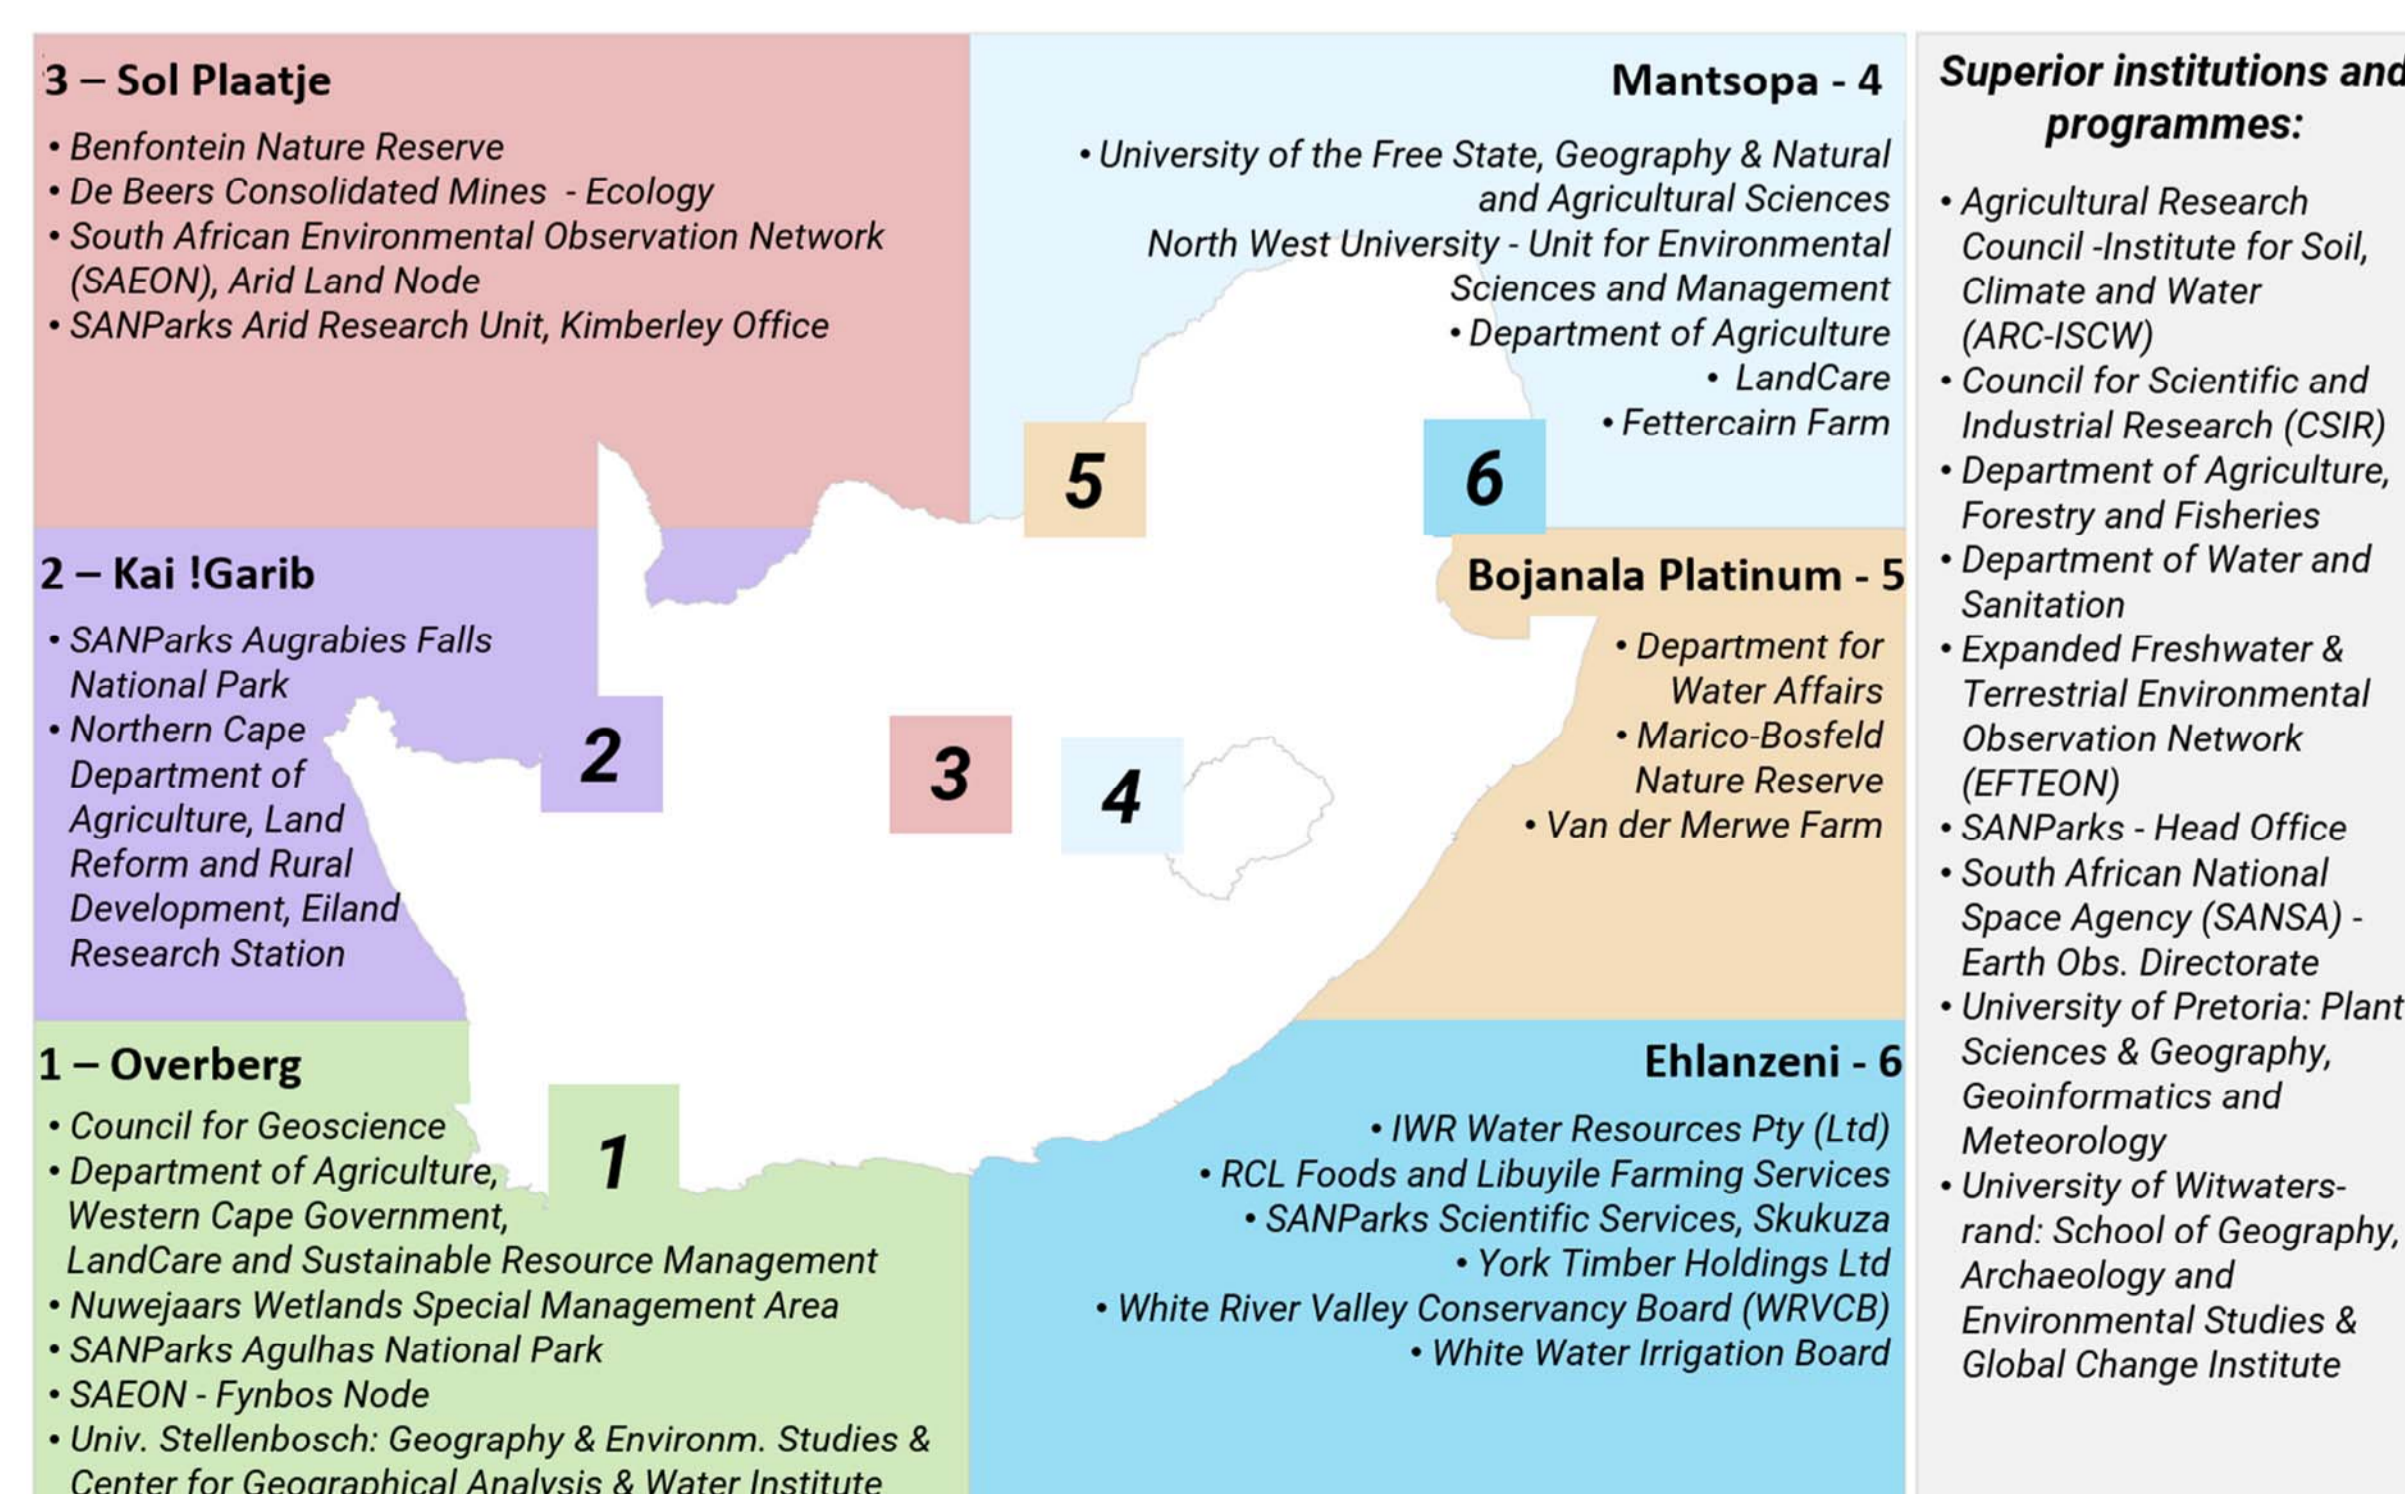 3 – Sol Plaatje
• Benfontein Nature Reserve
• De Beers Consolidated Mines - Ecology
• South African Environmental Observation Network
(SAEON), Arid Land Node
• SANParks Arid Research Unit, Kimberley Office
Mantsopa - 4
• University of the Free State, Geography & Natural
and Agricultural Sciences
North West University - Unit for Environmental
Sciences and Management
• Department of Agriculture
• LandCare
• Fettercairn Farm
5
6
2 – Kai !Garib
• SANParks Augrabies Falls
National Park
• Northern Cape
Department of
Agriculture, Land
Reform and Rural
Development, Eiland
Research Station
2
3
4
Bojanala Platinum - 5
• Department for
Water Affairs
• Marico-Bosfeld
Nature Reserve
• Van der Merwe Farm
1 – Overberg
• Council for Geoscience
• Department of Agriculture,
Western Cape Government,
LandCare and Sustainable Resource Management
• Nuwejaars Wetlands Special Management Area
• SANParks Agulhas National Park
• SAEON - Fynbos Node
• Univ. Stellenbosch: Geography & Environm. Studies &
Center for Geographical Analysis & Water Institute
1
Ehlanzeni - 6
• IWR Water Resources Pty (Ltd)
• RCL Foods and Libuyile Farming Services
• SANParks Scientific Services, Skukuza
• York Timber Holdings Ltd
• White River Valley Conservancy Board (WRVCB)
• White Water Irrigation Board
Superior institutions and
programmes:
• Agricultural Research
Council -Institute for Soil,
Climate and Water
(ARC-ISCW)
• Council for Scientific and
Industrial Research (CSIR)
• Department of Agriculture,
Forestry and Fisheries
• Department of Water and
Sanitation
• Expanded Freshwater &
Terrestrial Environmental
Observation Network
(EFTEON)
• SANParks - Head Office
• South African National
Space Agency (SANSA) -
Earth Obs. Directorate
• University of Pretoria: Plant
Sciences & Geography,
Geoinformatics and
Meteorology
• University of Witwaters-
rand: School of Geography,
Archaeology and
Environmental Studies &
Global Change Institute